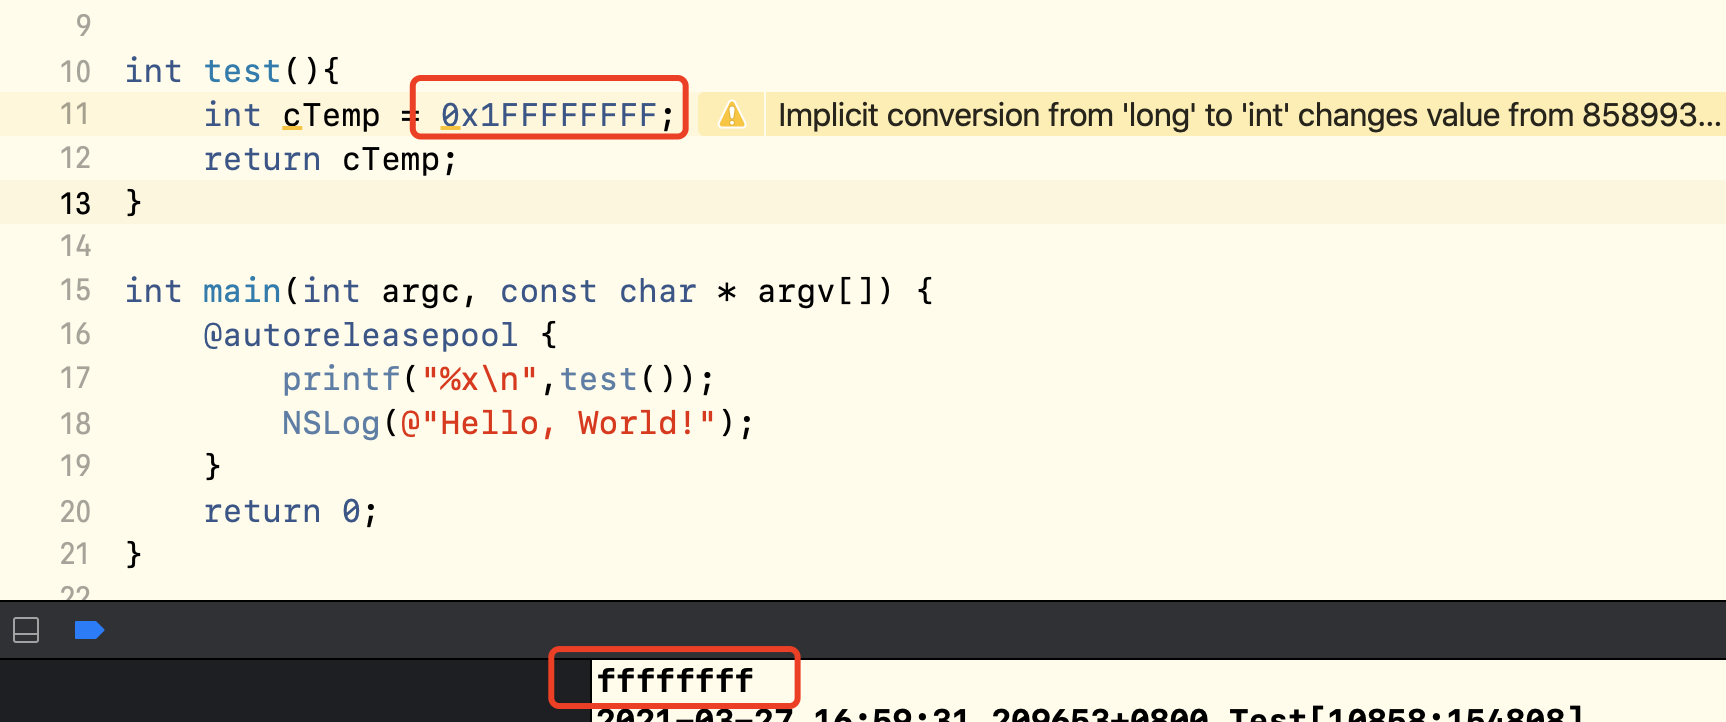 9
10 int test(){
11 int cTemp = 0x1FFFFFFFF; Implicit conversion from 'long' to 'int' changes value from 858993...
12 return cTemp;
13 }
14
15 int main(int argc, const char * argv[]) {
16 @autoreleasepool {
17 printf("%x\n",test());
18 NSLog(@"Hello, World!");
19 }
20 return 0;
21 }
22
ffffffff
2021-03-27 16:59:31.209653+0800 Test[10858:154808]